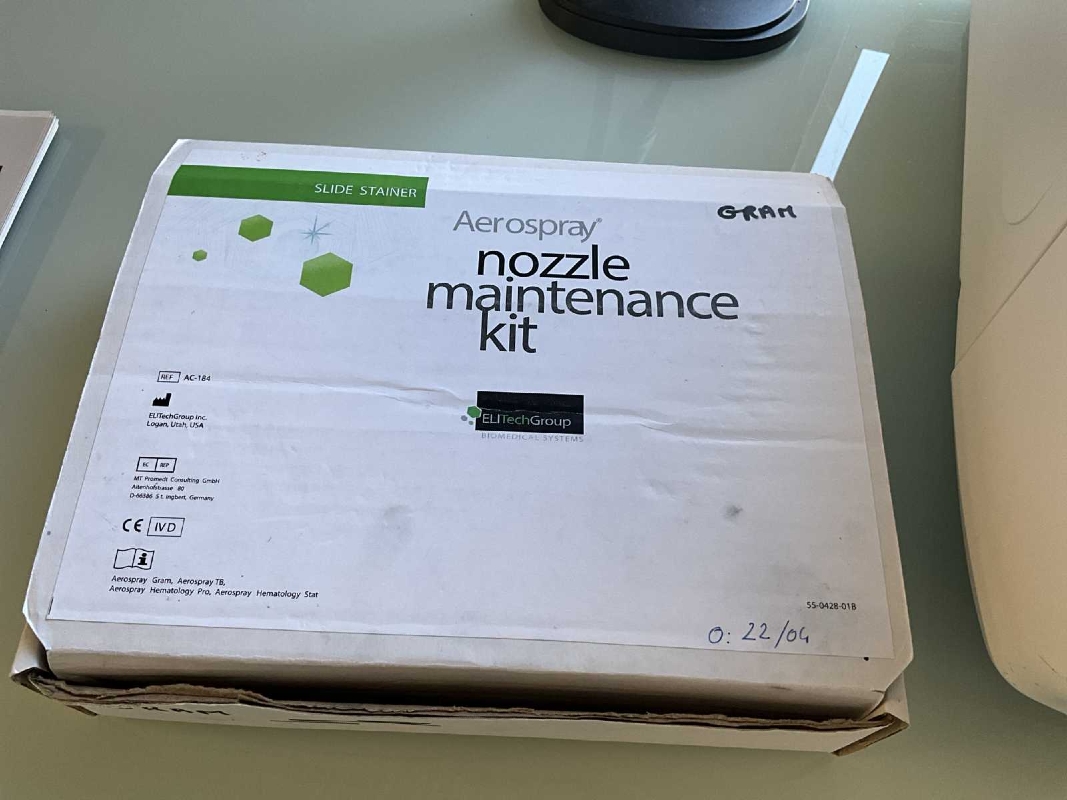 SLIDE STAINER
GRAM
Aerospray®
nozzle
maintenance
kit
REF AC-184
ELITechGroup Inc.
Logan, Utah, USA
ELITechGroup
BIOMEDICAL SYSTEMS
EC REP
MT Promedt Consulting GmbH
Altenhofstrasse 80
D-66386 St. Ingbert, Germany
CE IVD
i
Aerospray Gram, Aerospray TB,
Aerospray Hematology Pro, Aerospray Hematology Stat
55-0428-01B
O: 22/04